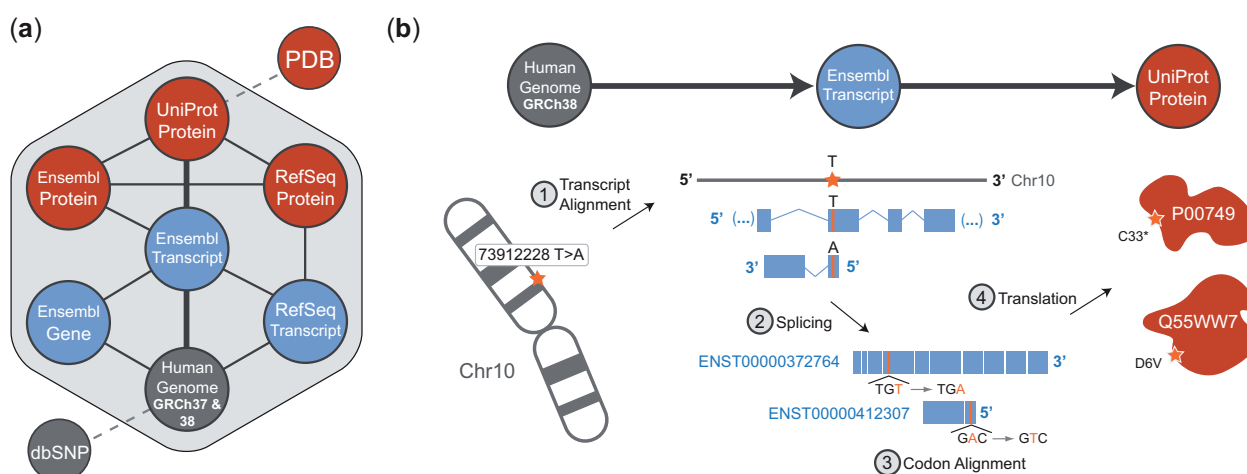 (a)
PDB
UniProt
Protein
Ensembl
Protein
RefSeq
Protein
Ensembl
Transcript
Ensembl
Gene
RefSeq
Transcript
Human
Genome
GRCh37 &
38
dbSNP
(b)
Human
Genome
GRCh38
Ensembl
Transcript
UniProt
Protein
1 Transcript
Alignment
73912228 T>A
Chr10
T
5’ 3’ Chr10
T
5’ (...) (...) 3’
A
3’ 5’
2 Splicing
ENST00000372764 3’
TGT TGA
ENST00000412307 5’
GAC GTC
3 Codon Alignment
4 Translation
P00749
C33*
Q55WW7
D6V